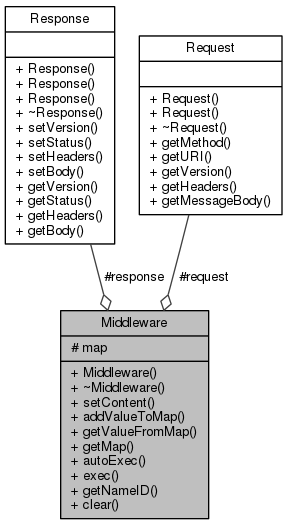 Response
+ Response()
+ Response()
+ Response()
+ ~Response()
+ setVersion()
+ setStatus()
+ setHeaders()
+ setBody()
+ getVersion()
+ getStatus()
+ getHeaders()
+ getBody()
Request
+ Request()
+ Request()
+ ~Request()
+ getMethod()
+ getURI()
+ getVersion()
+ getHeaders()
+ getMessageBody()
#response
#request
Middleware
# map
+ Middleware()
+ ~Middleware()
+ setContent()
+ addValueToMap()
+ getValueFromMap()
+ getMap()
+ autoExec()
+ exec()
+ getNameID()
+ clear()